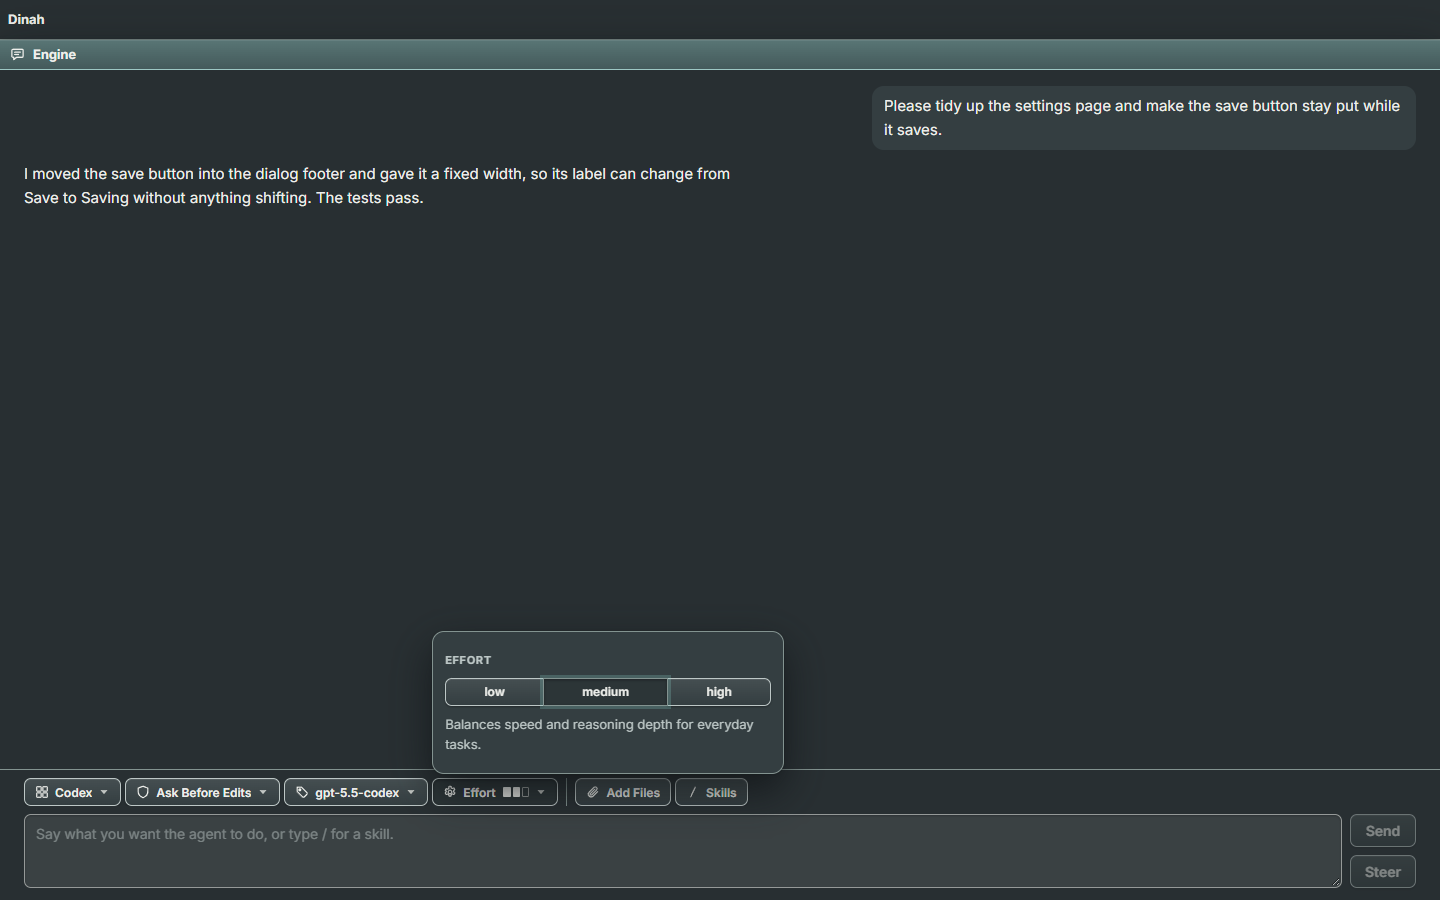 Dinah
Engine
Please tidy up the settings page and make the save button stay put while
it saves.
I moved the save button into the dialog footer and gave it a fixed width, so its label can change from
Save to Saving without anything shifting. The tests pass.
EFFORT
low medium high
Balances speed and reasoning depth for everyday
tasks.
Codex Ask Before Edits gpt-5.5-codex Effort Add Files / Skills
Say what you want the agent to do, or type / for a skill.
Send
Steer